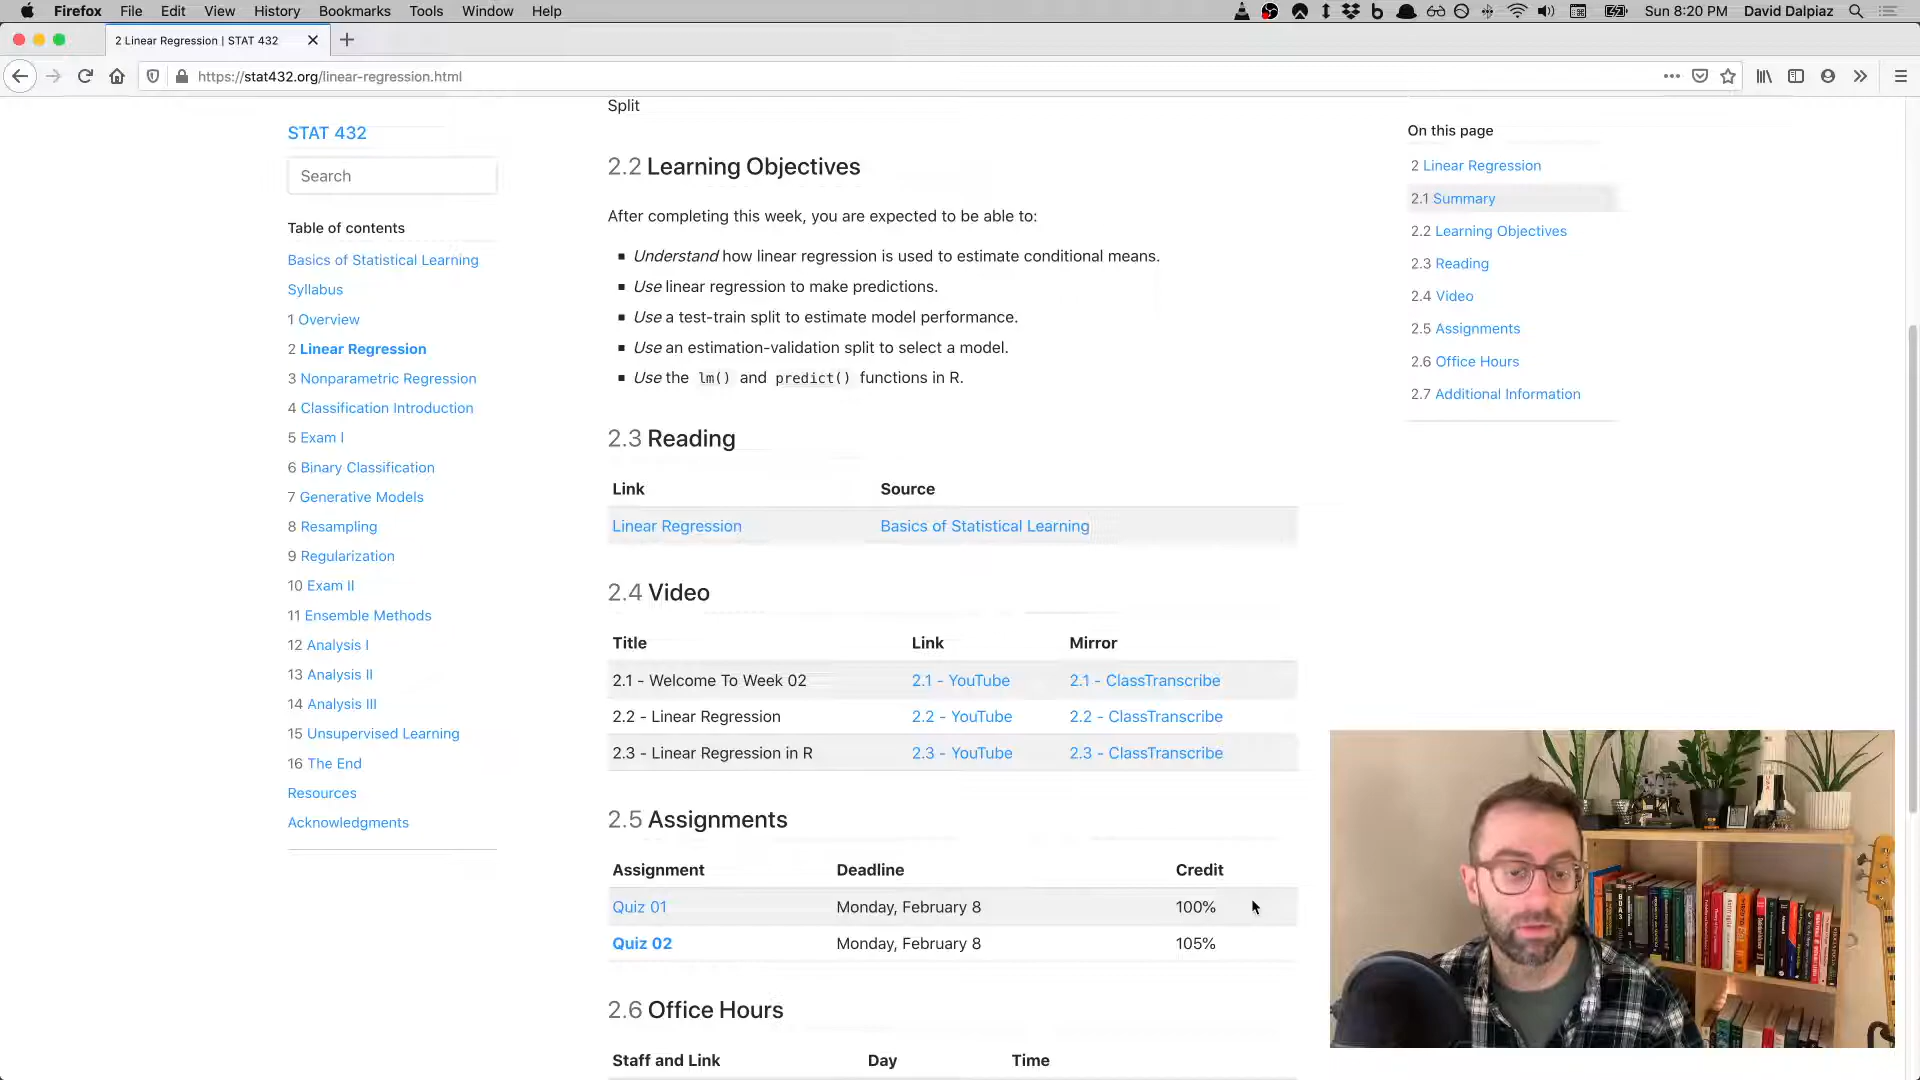 Firefox File Edit View History Bookmarks Tools Window Help Sun 8:20 PM David Dalpiaz
2 Linear Regression | STAT 432
https://stat432.org/linear-regression.html
STAT 432
Search
Table of contents
Basics of Statistical Learning
Syllabus
1 Overview
2 Linear Regression
3 Nonparametric Regression
4 Classification Introduction
5 Exam I
6 Binary Classification
7 Generative Models
8 Resampling
9 Regularization
10 Exam II
11 Ensemble Methods
12 Analysis I
13 Analysis II
14 Analysis III
15 Unsupervised Learning
16 The End
Resources
Acknowledgments
Split
2.2 Learning Objectives
After completing this week, you are expected to be able to:
Understand how linear regression is used to estimate conditional means.
Use linear regression to make predictions.
Use a test-train split to estimate model performance.
Use an estimation-validation split to select a model.
Use the lm() and predict() functions in R.
2.3 Reading
Link Source
Linear Regression Basics of Statistical Learning
2.4 Video
Title Link Mirror
2.1 - Welcome To Week 02 2.1 - YouTube 2.1 - ClassTranscribe
2.2 - Linear Regression 2.2 - YouTube 2.2 - ClassTranscribe
2.3 - Linear Regression in R 2.3 - YouTube 2.3 - ClassTranscribe
2.5 Assignments
Assignment Deadline Credit
Quiz 01 Monday, February 8 100%
Quiz 02 Monday, February 8 105%
2.6 Office Hours
Staff and Link Day Time
On this page
2 Linear Regression
2.1 Summary
2.2 Learning Objectives
2.3 Reading
2.4 Video
2.5 Assignments
2.6 Office Hours
2.7 Additional Information